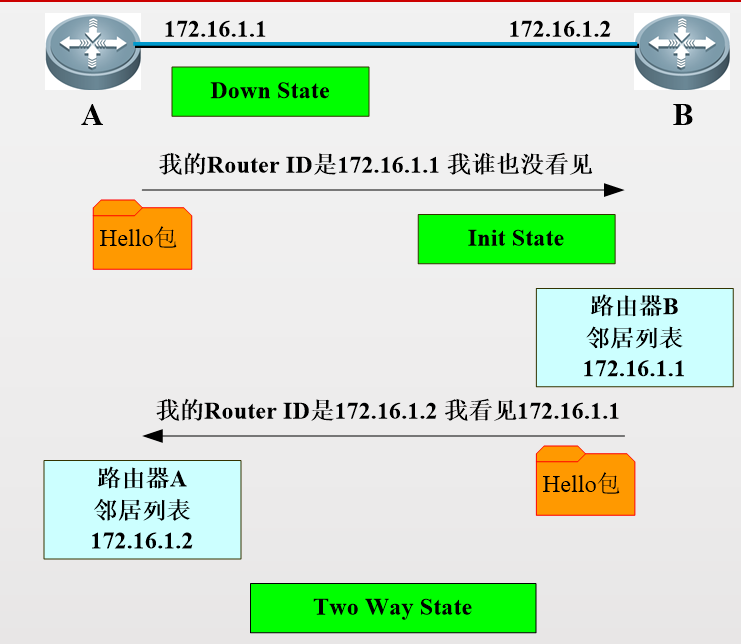 172.16.1.1
172.16.1.2
Down State
A
B
我的Router ID是172.16.1.1 我谁也没看见
Hello包
Init State
路由器B
邻居列表
172.16.1.1
我的Router ID是172.16.1.2 我看见172.16.1.1
Hello包
路由器A
邻居列表
172.16.1.2
Two Way State